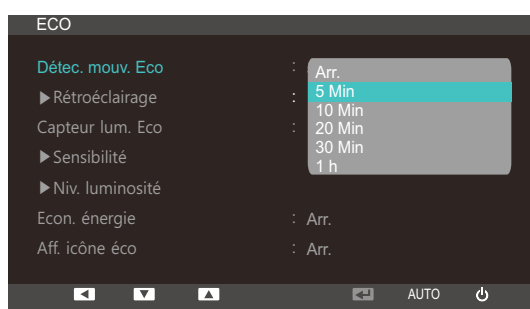 ECO
Détec. mouv. Eco :
Arr.
▶Rétroéclairage : 5 Min
10 Min
Capteur lum. Eco : 20 Min
30 Min
▶Sensibilité
1 h
▶Niv. luminosité
Econ. énergie : Arr.
Aff. icône éco : Arr.
AUTO